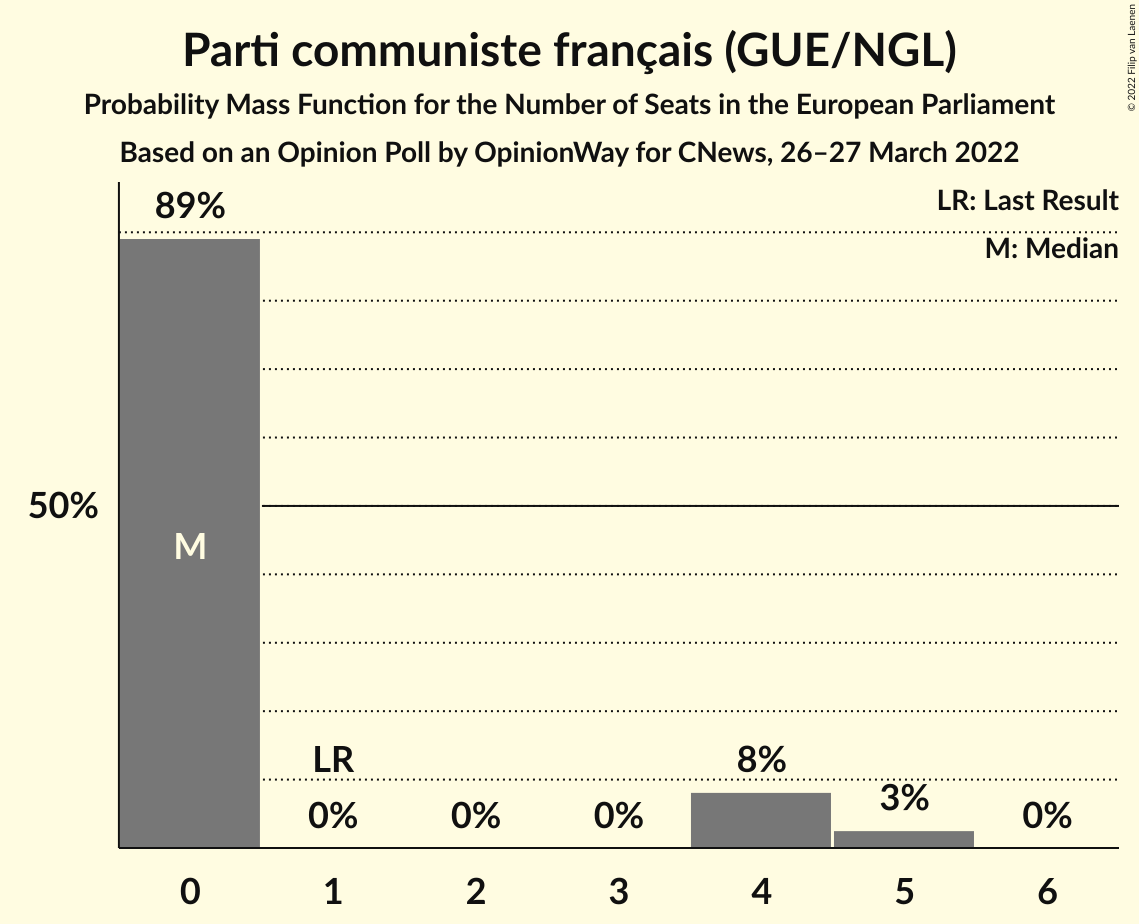 Parti communiste français (GUE/NGL)
Probability Mass Function for the Number of Seats in the European Parliament
Based on an Opinion Poll by OpinionWay for CNews, 26–27 March 2022
© 2022 Filip van Laenen
LR: Last Result
M: Median
89%
50%
M
LR
0%
0%
0%
8%
3%
0%
0
1
2
3
4
5
6